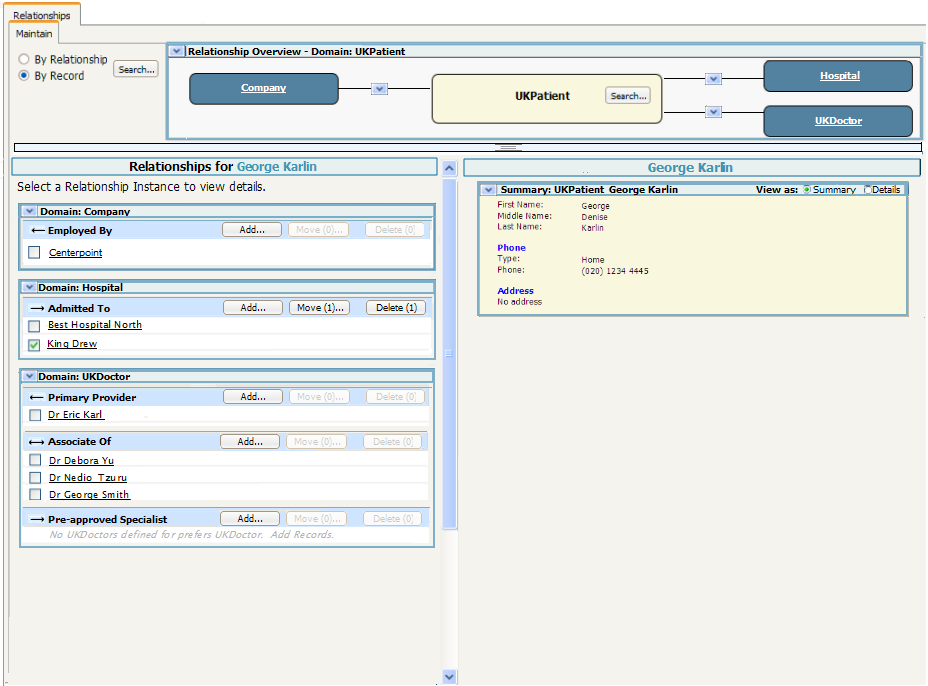 Relationships
Maintain
By Relationship
By Record
Search...
Relationship Overview - Domain: UKPatient
Company
UKPatient
Search...
Hospital
UKDoctor
Relationships for George Karlin
Select a Relationship Instance to view details.
Domain: Company
← Employed By Add... Move (0)... Delete (0)
Centerpoint
Domain: Hospital
→ Admitted To Add... Move (1)... Delete (1)
Best Hospital North
King Drew
Domain: UKDoctor
← Primary Provider Add... Move (0)... Delete (0)
Dr Eric Karl
↔ Associate Of Add... Move (0)... Delete (0)
Dr Debora Yu
Dr Nedio Tzuru
Dr George Smith
→ Pre-approved Specialist Add... Move (0)... Delete (0)
No UKDoctors defined for prefers UKDoctor. Add Records.
George Karlin
Summary: UKPatient George Karlin View as: Summary Details
First Name: George
Middle Name: Denise
Last Name: Karlin
Phone
Type: Home
Phone: (020) 1234 4445
Address
No address